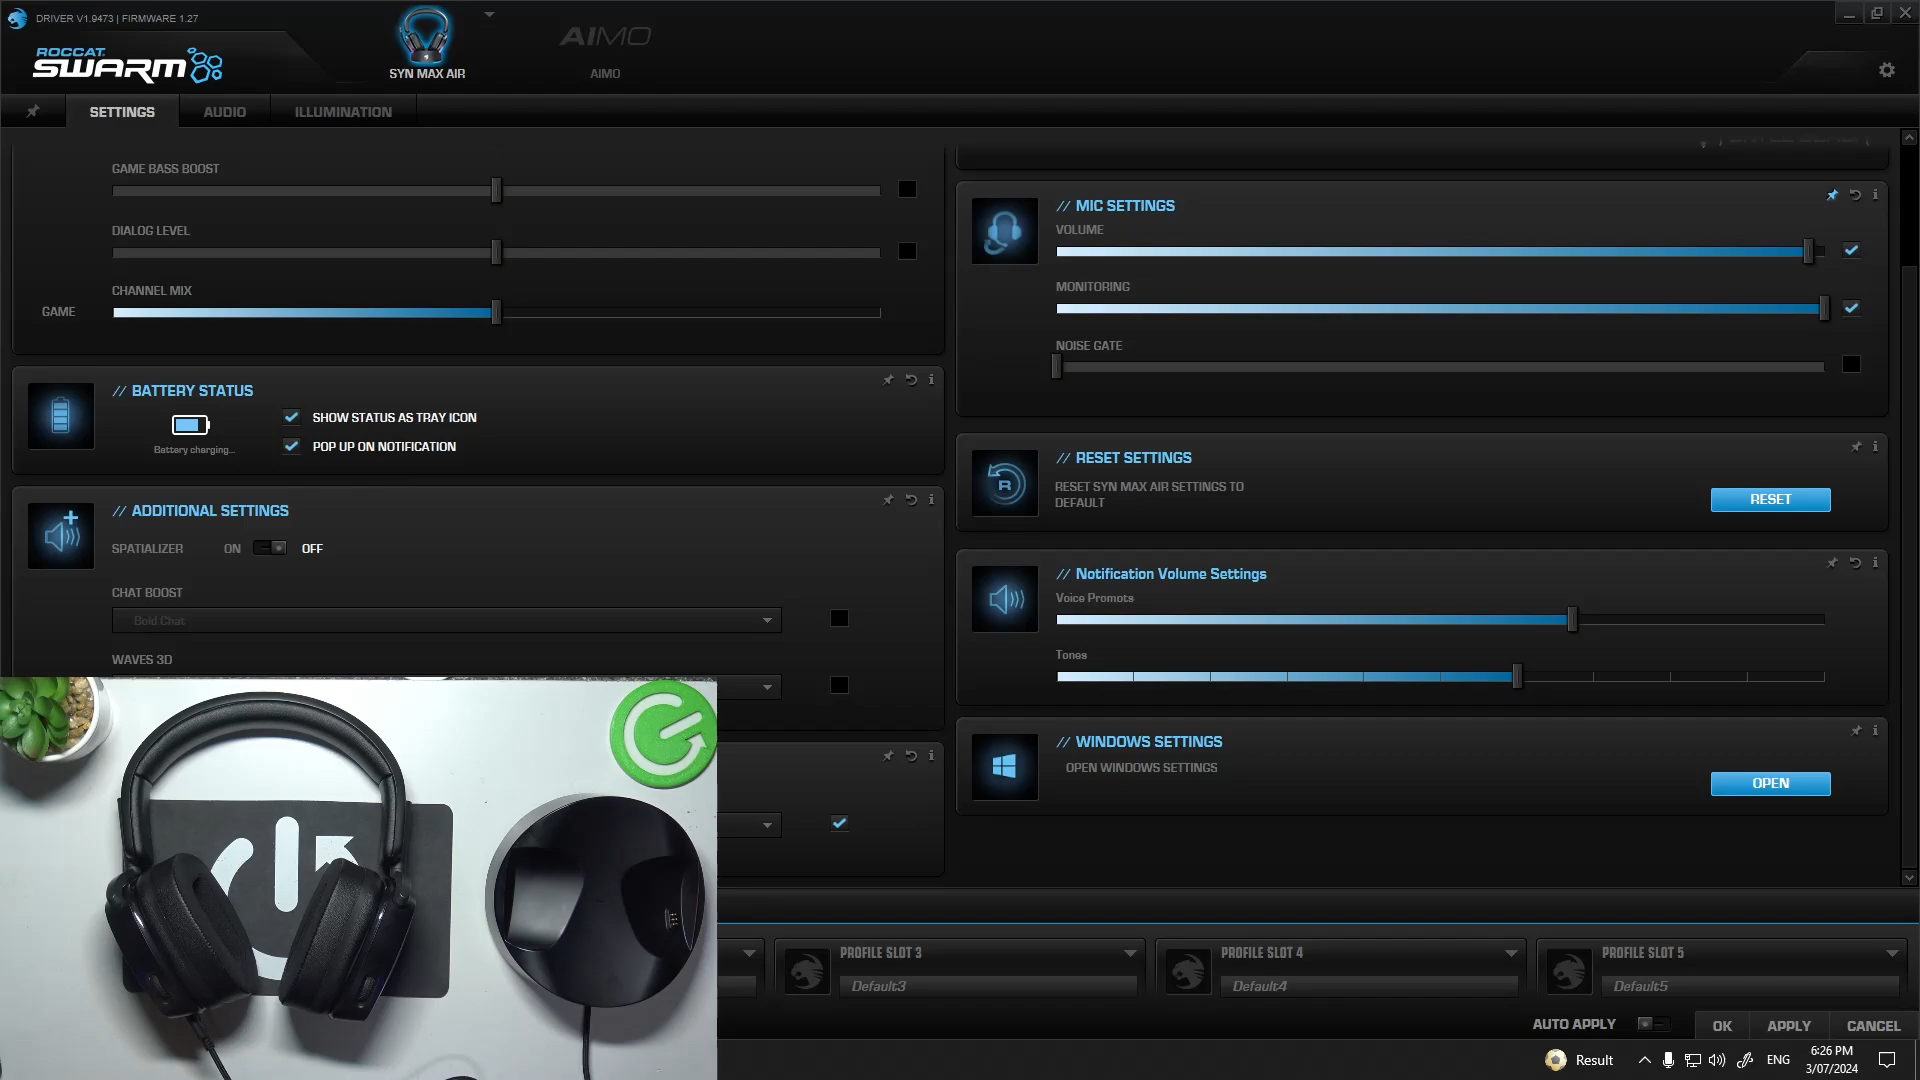 DRIVER V1.9473 | FIRMWARE 1.27
ROCCAT
SWARM
SYN MAX AIR
AIMO
AIMO
SETTINGS
AUDIO
ILLUMINATION
GAME BASS BOOST
DIALOG LEVEL
CHANNEL MIX
GAME
// BATTERY STATUS
Battery charging...
SHOW STATUS AS TRAY ICON
POP UP ON NOTIFICATION
// ADDITIONAL SETTINGS
SPATIALIZER ON OFF
CHAT BOOST
Bold Chat
WAVES 3D
// MIC SETTINGS
VOLUME
MONITORING
NOISE GATE
// RESET SETTINGS
RESET SYN MAX AIR SETTINGS TO
DEFAULT
RESET
R
// Notification Volume Settings
Voice Prompts
Tones
// WINDOWS SETTINGS
OPEN WINDOWS SETTINGS
OPEN
PROFILE SLOT 3
Default3
PROFILE SLOT 4
Default4
PROFILE SLOT 5
Default5
AUTO APPLY
OK
APPLY
CANCEL
Result
ENG
6:26 PM
3/07/2024